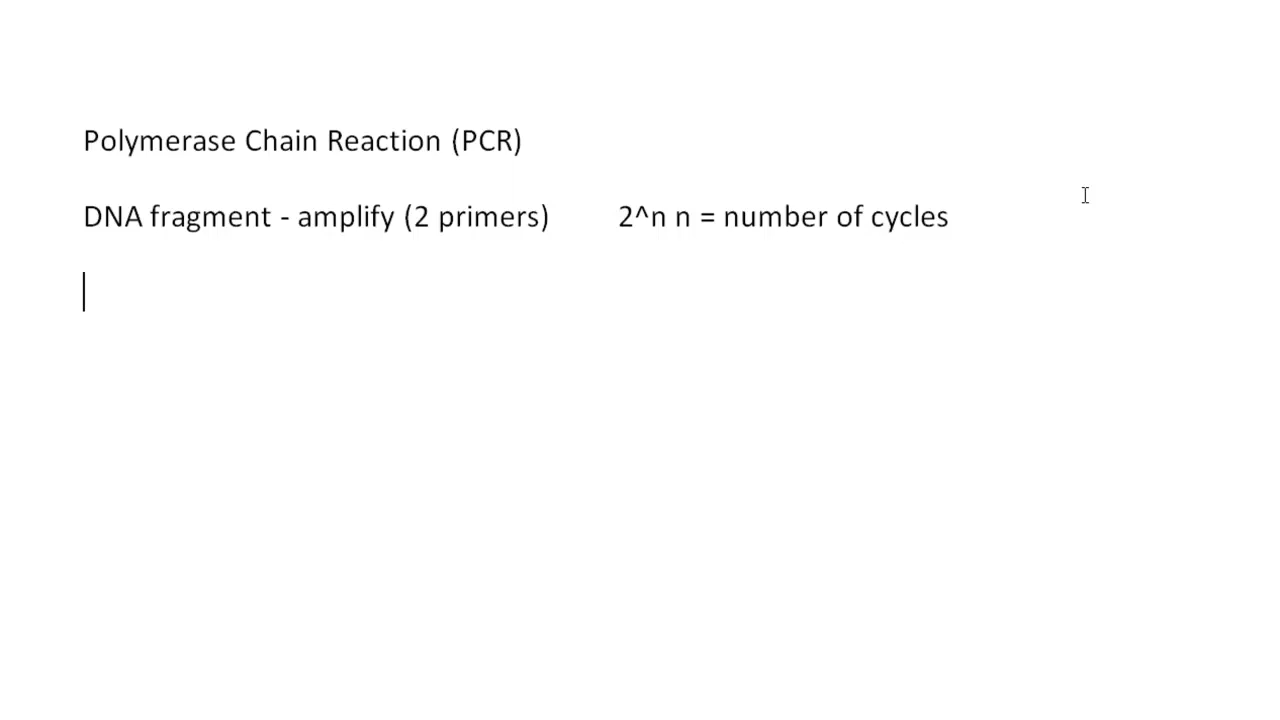 Polymerase Chain Reaction (PCR)
DNA fragment - amplify (2 primers) 2^n n = number of cycles